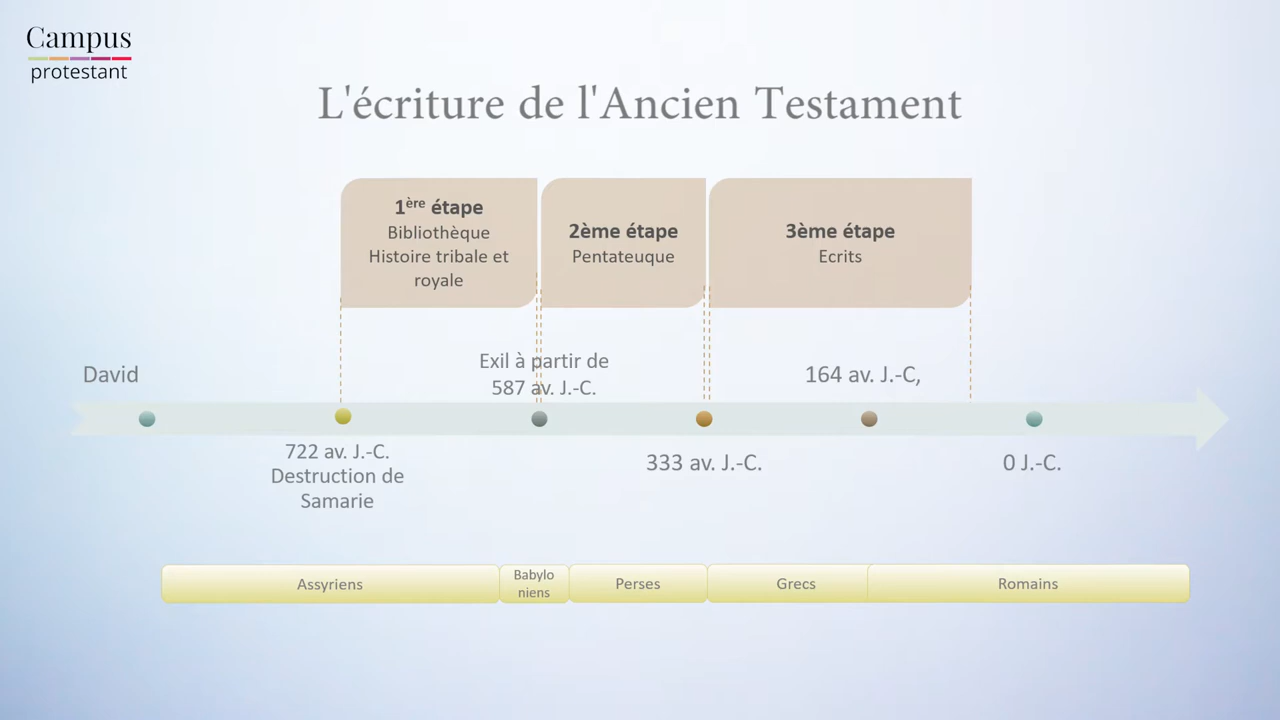 Campus
protestant
L'écriture de l'Ancien Testament
1ère étape
Bibliothèque
Histoire tribale et
royale
2ème étape
Pentateuque
3ème étape
Ecrits
David
Exil à partir de
587 av. J.-C.
164 av. J.-C,
722 av. J.-C.
Destruction de
Samarie
333 av. J.-C.
0 J.-C.
Assyriens
Babylo
niens
Perses
Grecs
Romains